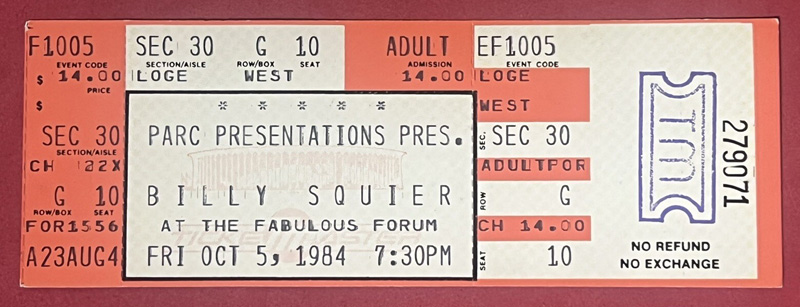 F1005 SEC 30 G 10 ADULT EF1005
EVENT CODE SECTION/AISLE ROW/BOX SEAT ADMISSION EVENT CODE
$ 14.00 LOGE WEST 14.00 LOGE
PRICE
$ WEST
* * * * *
SEC 30 PARC PRESENTATIONS PRES. SEC. SEC 30
SECTION/AISLE
CH 22X ADULTFOR
G 10 BILLY SQUIER ROW G
ROW/BOX SEAT
FOR1556 AT THE FABULOUS FORUM CH 14.00
TICKETMASTER
A23AUG4 FRI OCT 5, 1984 7:30PM SEAT 10
TM
279071
NO REFUND
NO EXCHANGE